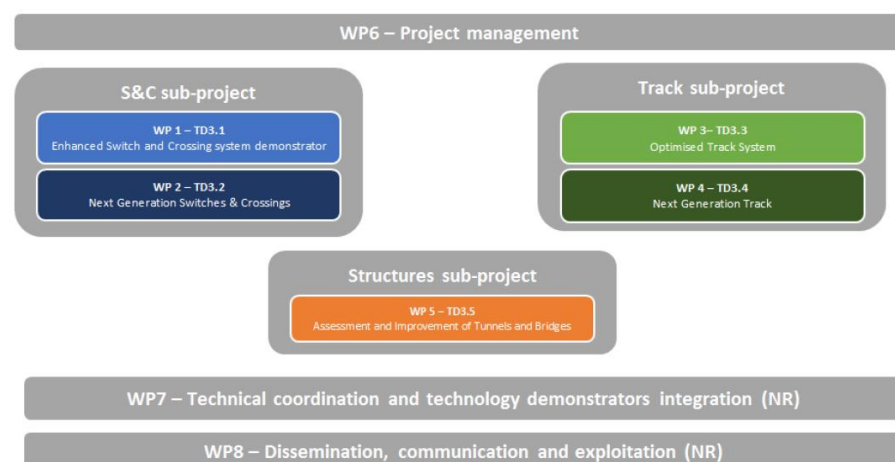 WP6 – Project management
S&C sub-project
WP 1 – TD3.1
Enhanced Switch and Crossing system demonstrator
WP 2 – TD3.2
Next Generation Switches & Crossings
Track sub-project
WP 3– TD3.3
Optimised Track System
WP 4 – TD3.4
Next Generation Track
Structures sub-project
WP 5 – TD3.5
Assessment and Improvement of Tunnels and Bridges
WP7 – Technical coordination and technology demonstrators integration (NR)
WP8 – Dissemination, communication and exploitation (NR)